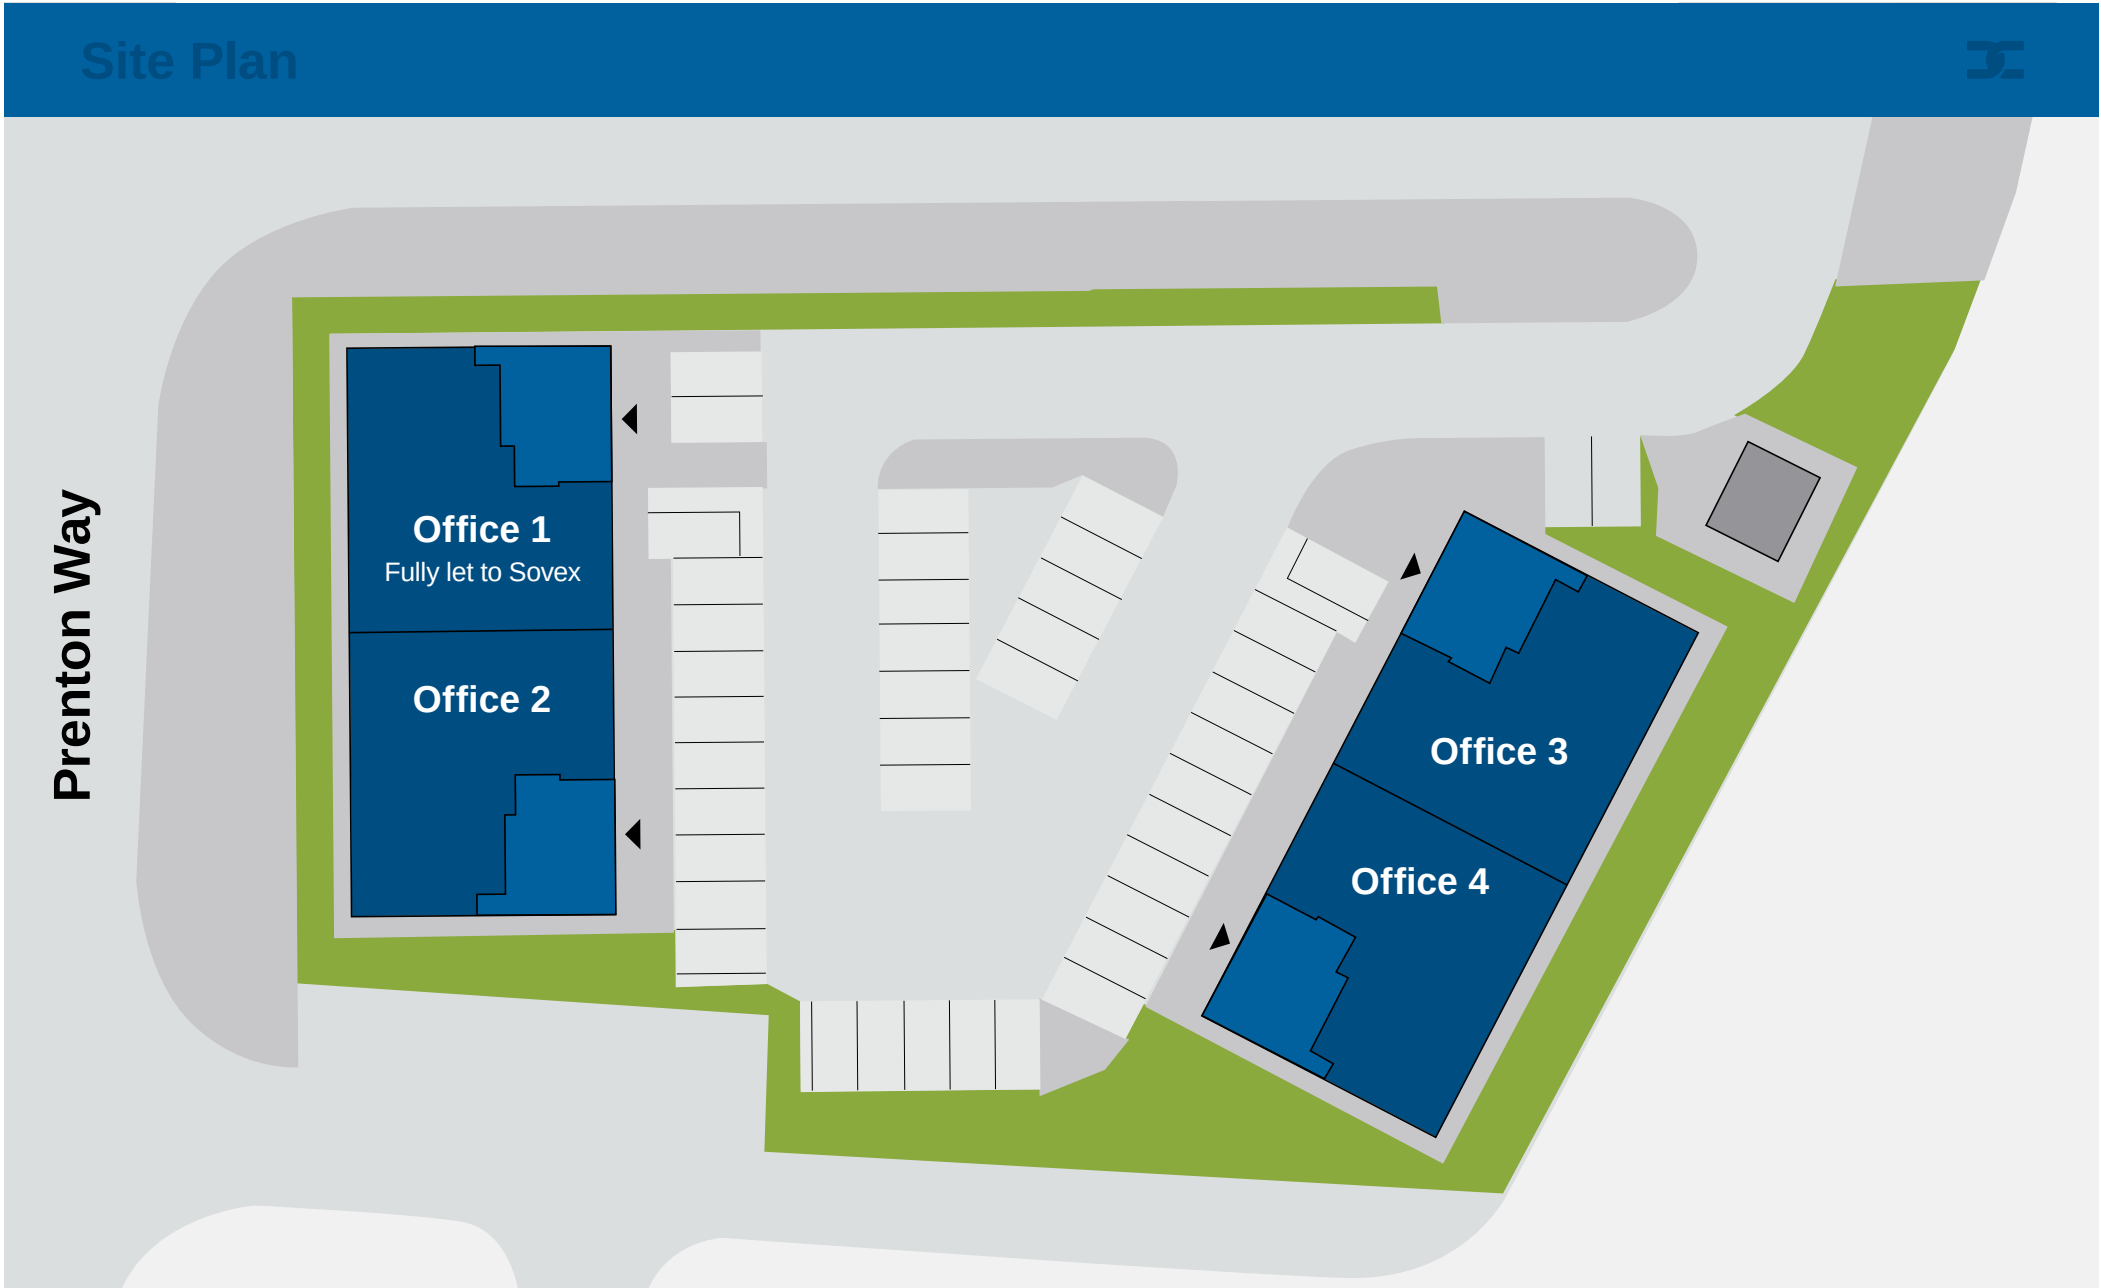 Site Plan
Prenton Way
Office 1
Fully let to Sovex
Office 2
Office 3
Office 4